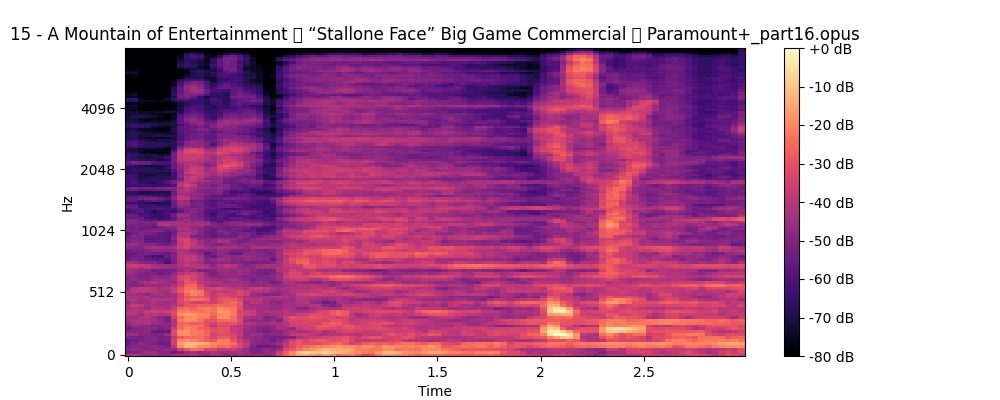 15 - A Mountain of Entertainment “Stallone Face” Big Game Commercial Paramount+_part16.opus
Hz
4096
2048
1024
512
0
0 0.5 1 1.5 2 2.5
Time
+0 dB
-10 dB
-20 dB
-30 dB
-40 dB
-50 dB
-60 dB
-70 dB
-80 dB